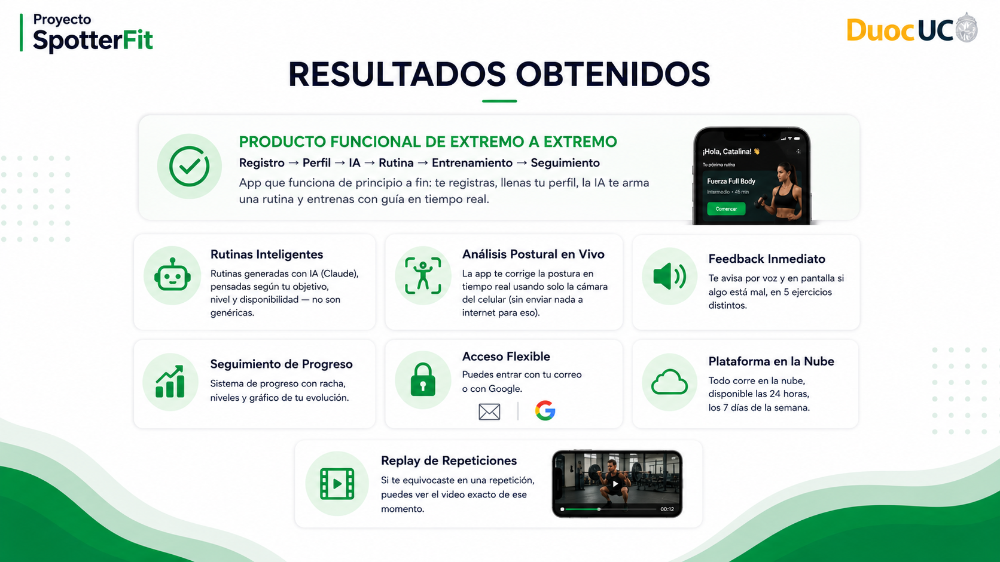 Proyecto
SpotterFit
Duoc UC
RESULTADOS OBTENIDOS
PRODUCTO FUNCIONAL DE EXTREMO A EXTREMO
Registro → Perfil → IA → Rutina → Entrenamiento → Seguimiento
App que funciona de principio a fin: te registras, llenas tu perfil, la IA te arma
una rutina y entrenas con guía en tiempo real.
¡Hola, Catalina! 👋
Tu póxima rutina
Fuerza Full Body
Intermedio • 45 min
Comenzar
Rutinas Inteligentes
Rutinas generadas con IA (Claude),
pensadas según tu objetivo,
nivel y disponibilidad — no son
genéricas.
Análisis Postural en Vivo
La app te corrige la postura en
tiempo real usando solo la cámara
del celular (sin enviar nada a
internet para eso).
Feedback Inmediato
Te avisa por voz y en pantalla si
algo está mal, en 5 ejercicios
distintos.
Seguimiento de Progreso
Sistema de progreso con racha,
niveles y gráfico de tu evolución.
Acceso Flexible
Puedes entrar con tu correo
o con Google.
Plataforma en la Nube
Todo corre en la nube,
disponible las 24 horas,
los 7 días de la semana.
Replay de Repeticiones
Si te equivocaste en una repetición,
puedes ver el video exacto de ese
momento.
00:12